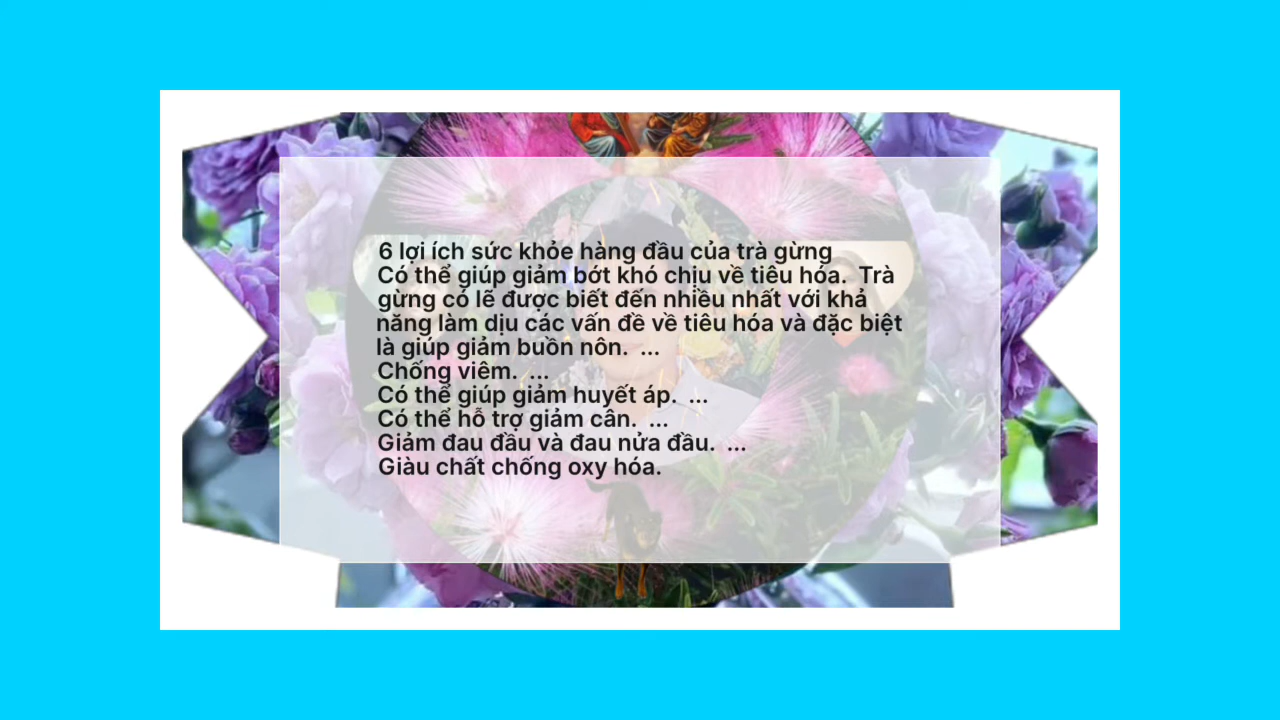 6 lợi ích sức khỏe hàng đầu của trà gừng
Có thể giúp giảm bớt khó chịu về tiêu hóa. Trà
gừng có lẽ được biết đến nhiều nhất với khả
năng làm dịu các vấn đề về tiêu hóa và đặc biệt
là giúp giảm buồn nôn. ...
Chống viêm. ...
Có thể giúp giảm huyết áp. ...
Có thể hỗ trợ giảm cân. ...
Giảm đau đầu và đau nửa đầu. ...
Giàu chất chống oxy hóa.